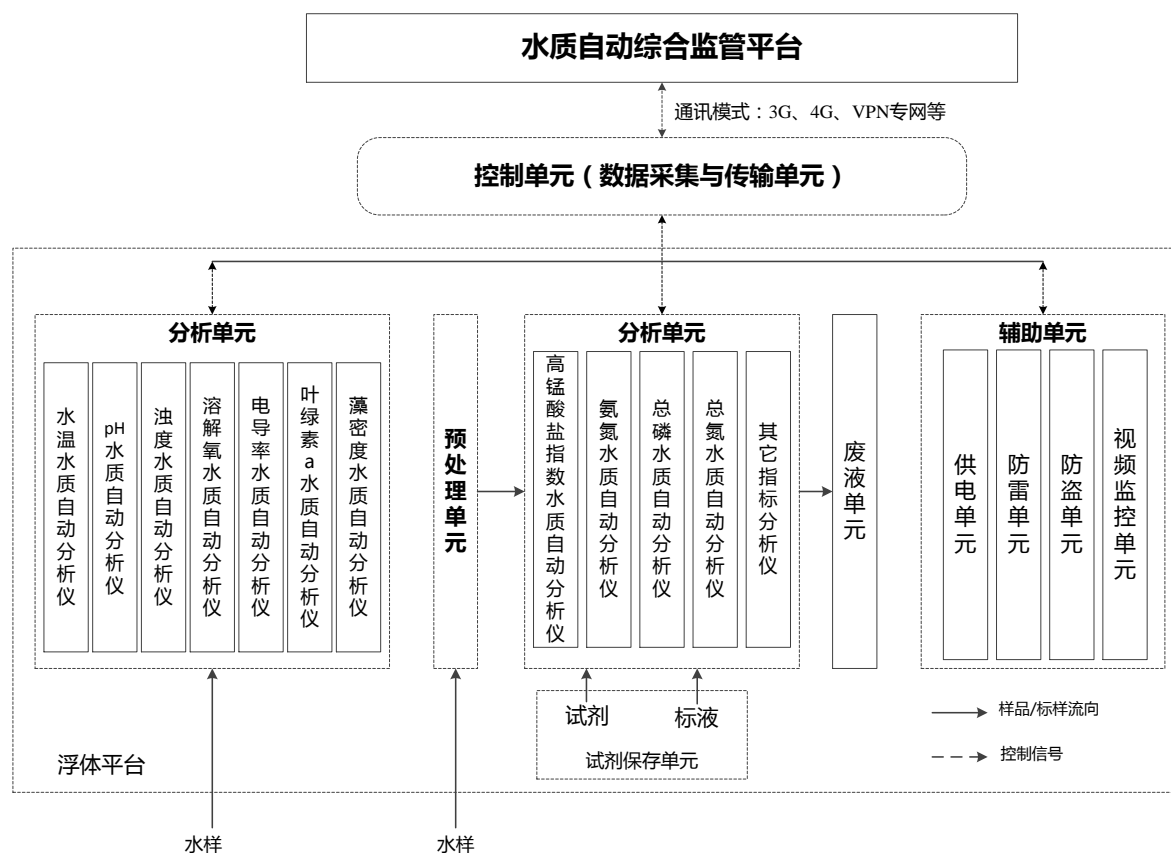 水质自动综合监管平台
通讯模式：3G、4G、VPN专网等
控制单元（数据采集与传输单元）
分析单元
水温水质自动分析仪
pH水质自动分析仪
浊度水质自动分析仪
溶解氧水质自动分析仪
电导率水质自动分析仪
叶绿素a水质自动分析仪
藻密度水质自动分析仪
预处理单元
分析单元
高锰酸盐指数水质自动分析仪
氨氮水质自动分析仪
总磷水质自动分析仪
总氮水质自动分析仪
其它指标分析仪
废液单元
辅助单元
供电单元
防雷单元
防盗单元
视频监控单元
试剂
标液
试剂保存单元
样品/标样流向
控制信号
浮体平台
水样
水样